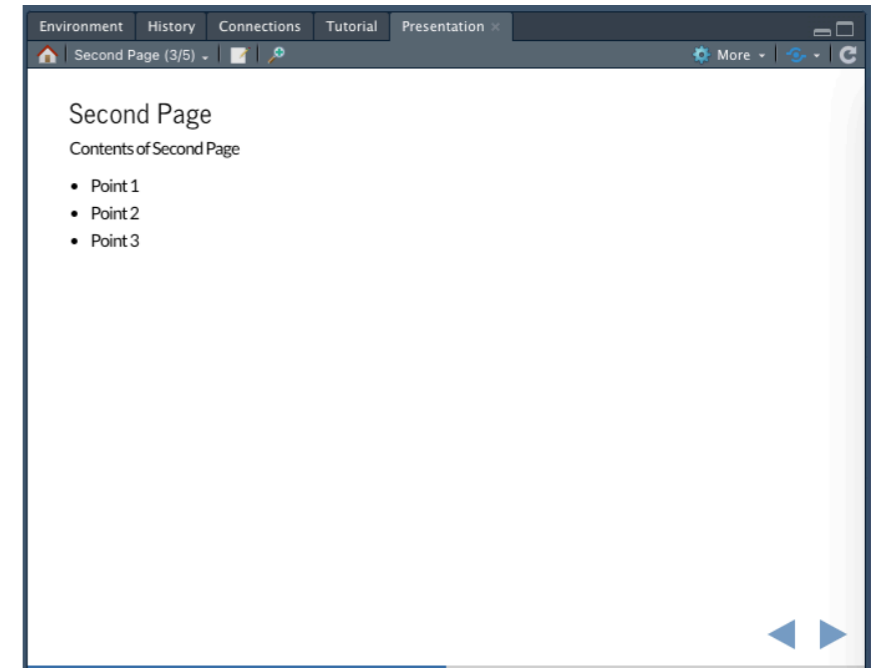 Environment History Connections Tutorial Presentation ×
Second Page (3/5) More
Second Page
Contents of Second Page
• Point 1
• Point 2
• Point 3